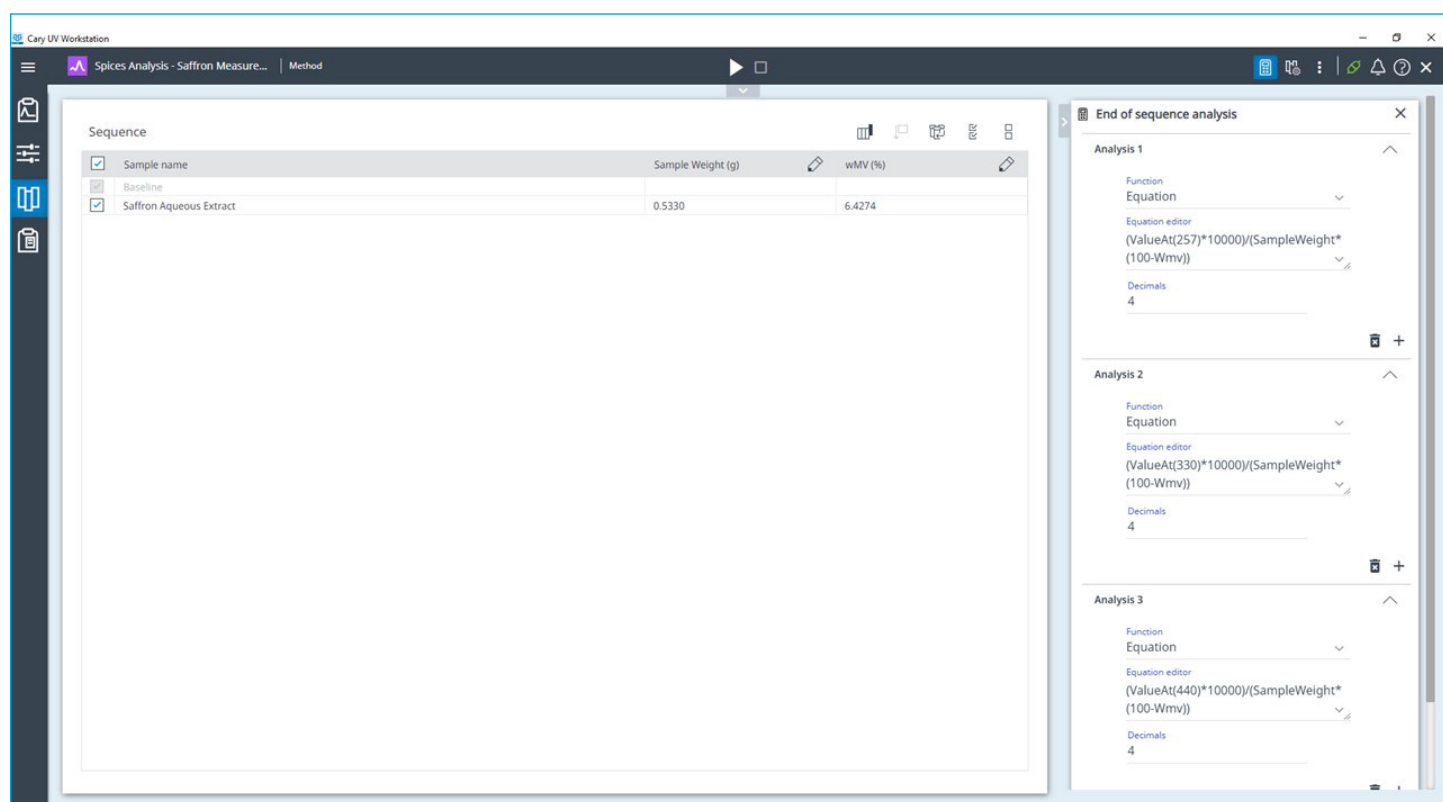 Cary UV Workstation
Spices Analysis - Saffron Measure... | Method
Sequence
Sample name Sample Weight (g) wMV (%)
Baseline
Saffron Aqueous Extract 0.5330 6.4274
End of sequence analysis
Analysis 1
Function
Equation
Equation editor
(ValueAt(257)*10000)/(SampleWeight*
(100-Wmv))
Decimals
4
Analysis 2
Function
Equation
Equation editor
(ValueAt(330)*10000)/(SampleWeight*
(100-Wmv))
Decimals
4
Analysis 3
Function
Equation
Equation editor
(ValueAt(440)*10000)/(SampleWeight*
(100-Wmv))
Decimals
4